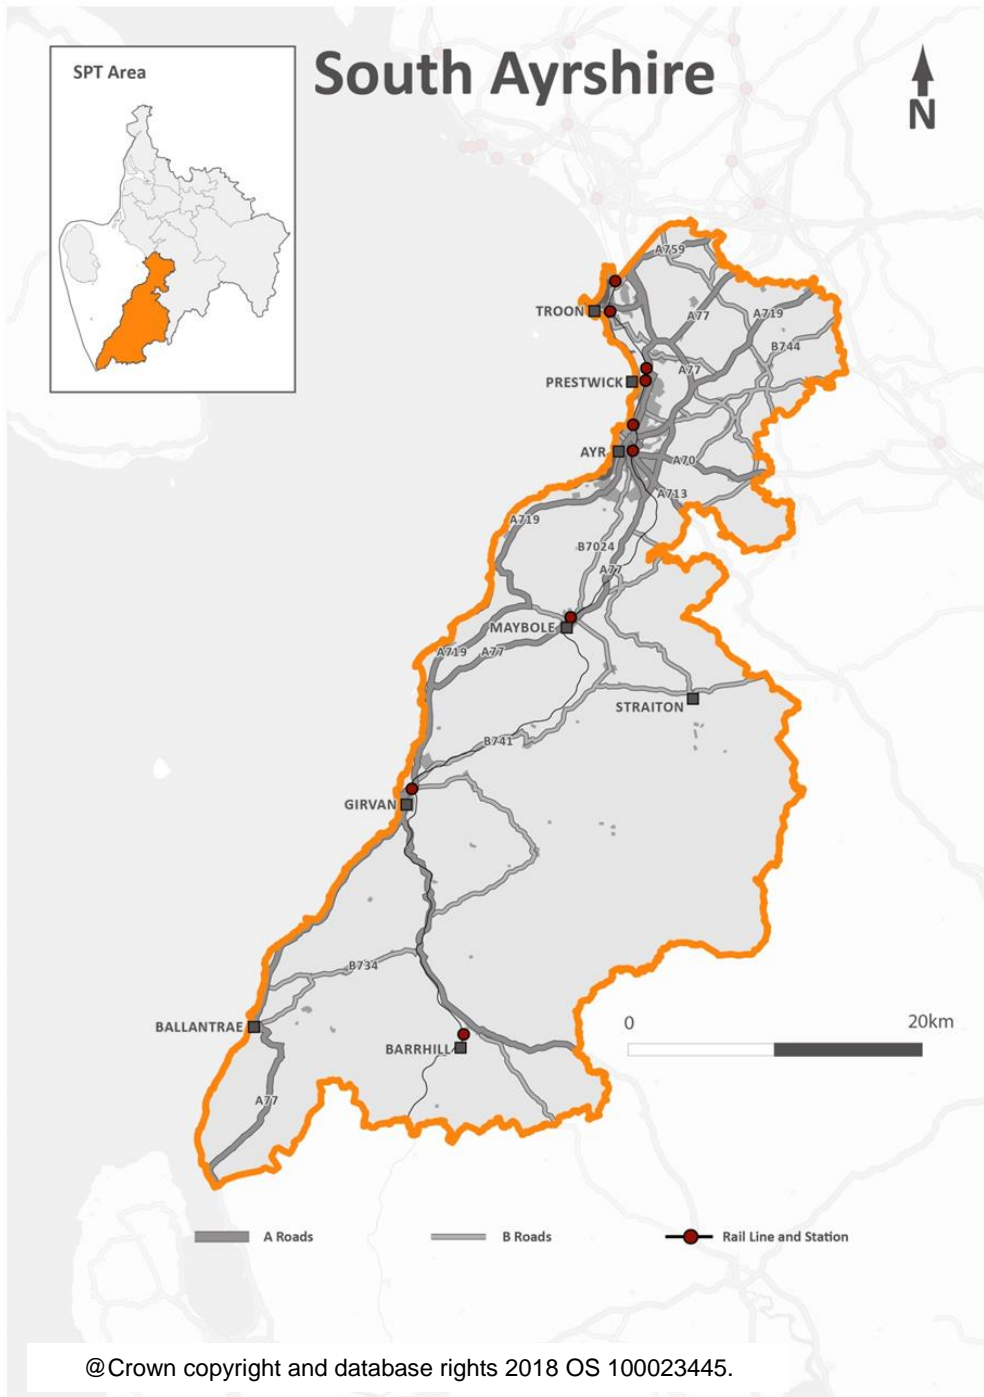 SPT Area
South Ayrshire
N
A759
TROON
A77
A719
B744
PRESTWICK
A77
AYR
A70
A713
A719
B7024
A77
MAYBOLE
A719
A77
STRAITON
B741
GIRVAN
B734
BALLANTRAE
0
20km
BARRHILL
A77
A Roads
B Roads
Rail Line and Station
@Crown copyright and database rights 2018 OS 100023445.